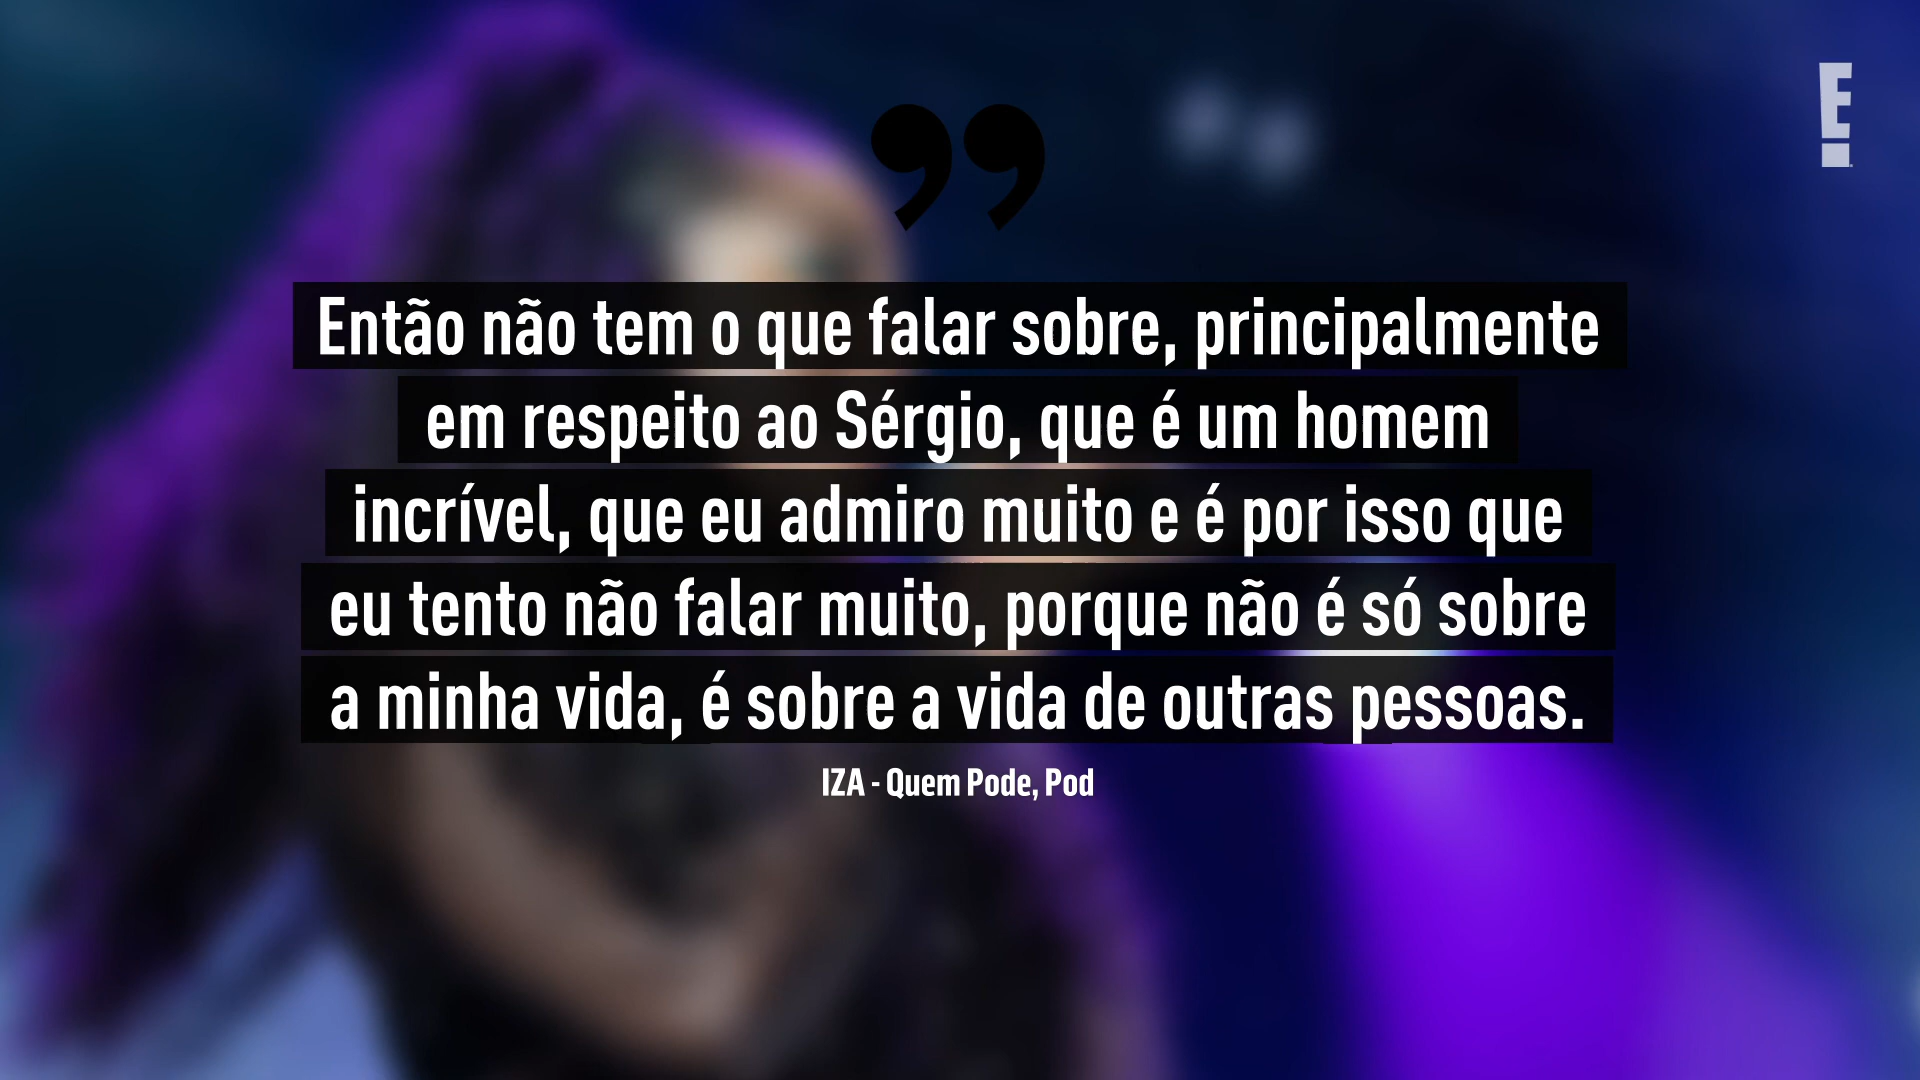 E!
”
Então não tem o que falar sobre, principalmente
em respeito ao Sérgio, que é um homem
incrível, que eu admiro muito e é por isso que
eu tento não falar muito, porque não é só sobre
a minha vida, é sobre a vida de outras pessoas.
IZA - Quem Pode, Pod